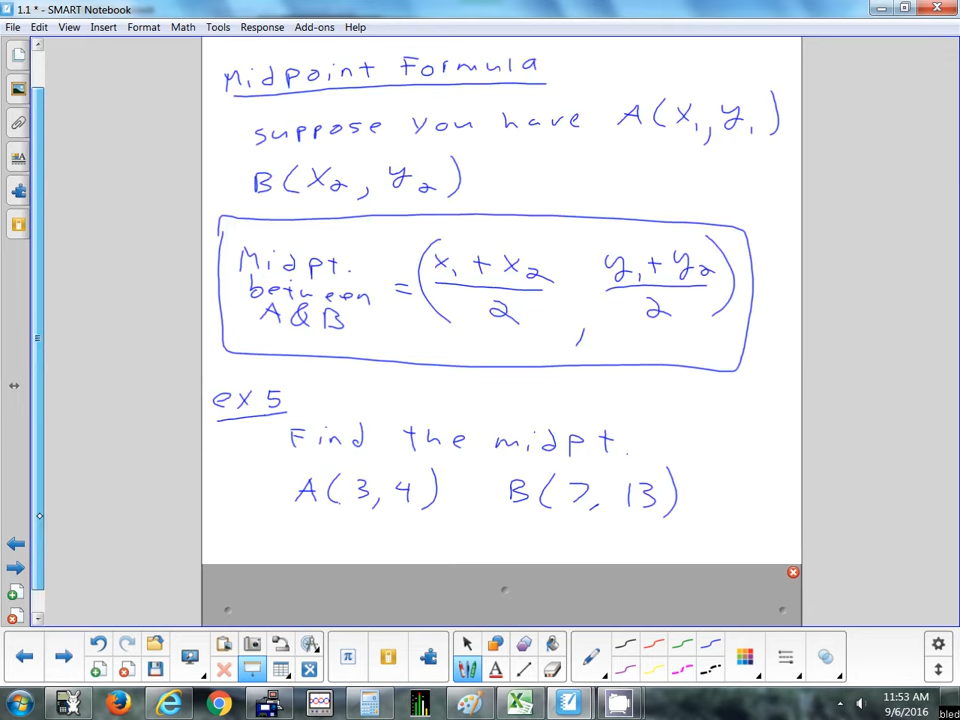 1.1 * - SMART Notebook
File Edit View Insert Format Math Tools Response Add-ons Help
Midpoint Formula
suppose you have A(x₁, y₁)
B(x₂, y₂)
Midpt. between A & B = (x₁ + x₂ / 2 , y₁ + y₂ / 2)
ex 5
Find the midpt.
A(3, 4) B(7, 13)
11:53 AM
9/6/2016
bled